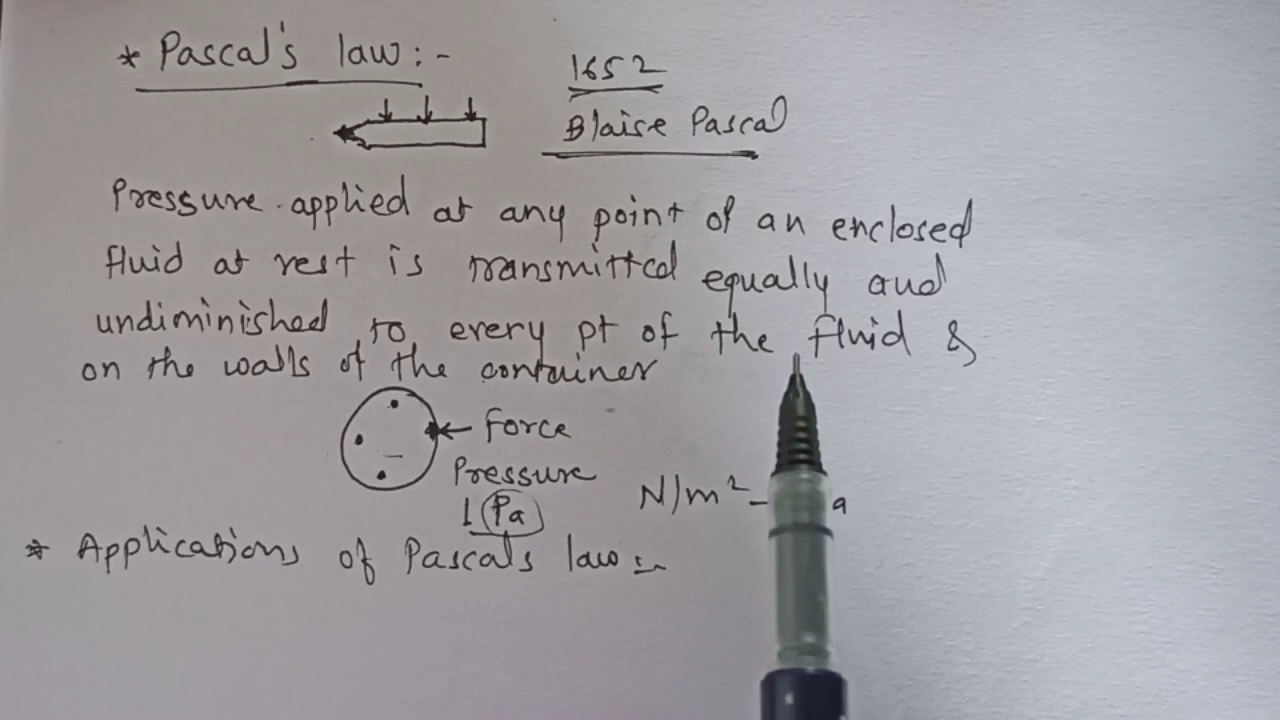 * Pascal's law:-
1652
Blaise Pascal
Pressure applied at any point of an enclosed
fluid at rest is transmitted equally and
undiminished to every pt of the fluid &
on the walls of the container
Force
Pressure
1 Pa
N/m²-
* Applications of Pascals law:-